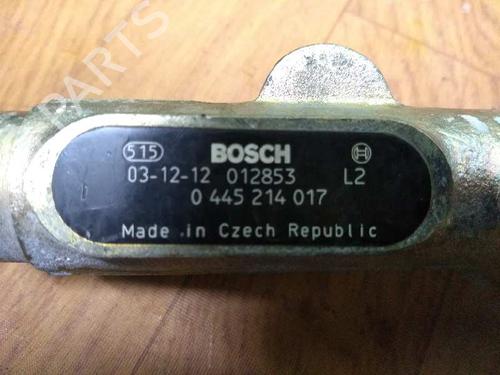 PARTS
515 BOSCH
03-12-12 012853 L2
0 445 214 017
Made in Czech Republic